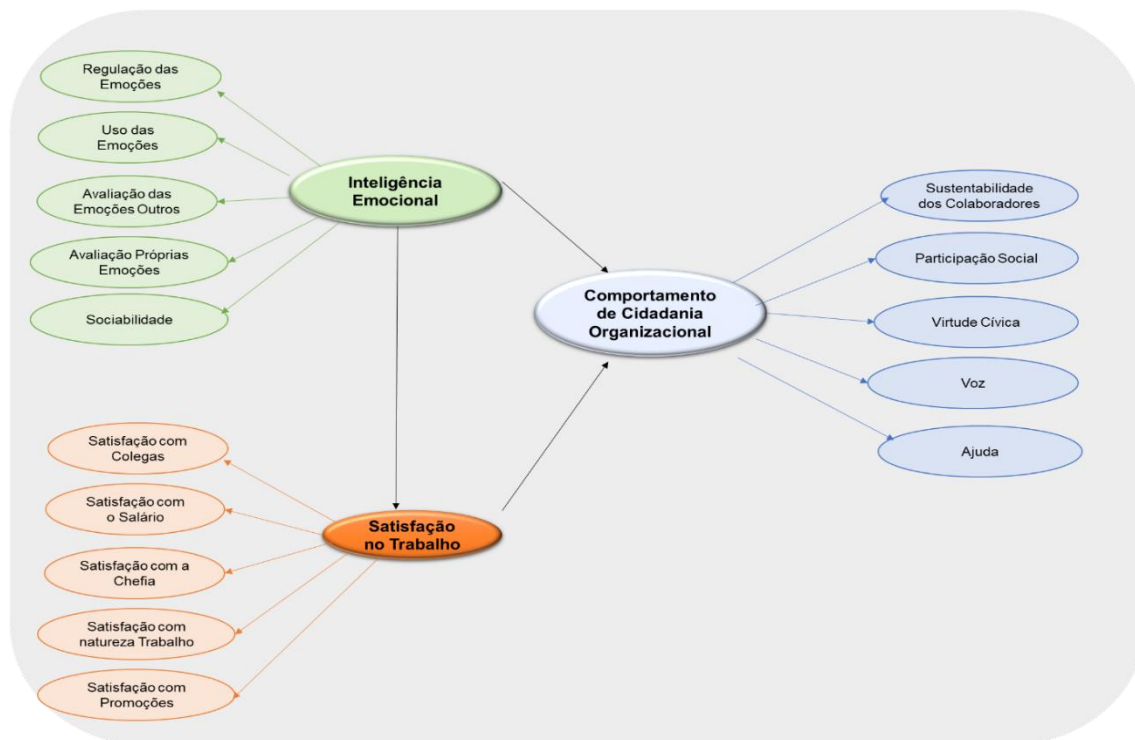 Regulação das
Emoções
Uso das
Emoções
Avaliação das
Emoções Outros
Avaliação Próprias
Emoções
Sociabilidade
Inteligência
Emocional
Comportamento
de Cidadania
Organizacional
Sustentabilidade
dos Colaboradores
Participação Social
Virtude Cívica
Voz
Ajuda
Satisfação com
Colegas
Satisfação com
o Salário
Satisfação com a
Chefia
Satisfação com
natureza Trabalho
Satisfação com
Promoções
Satisfação
no Trabalho